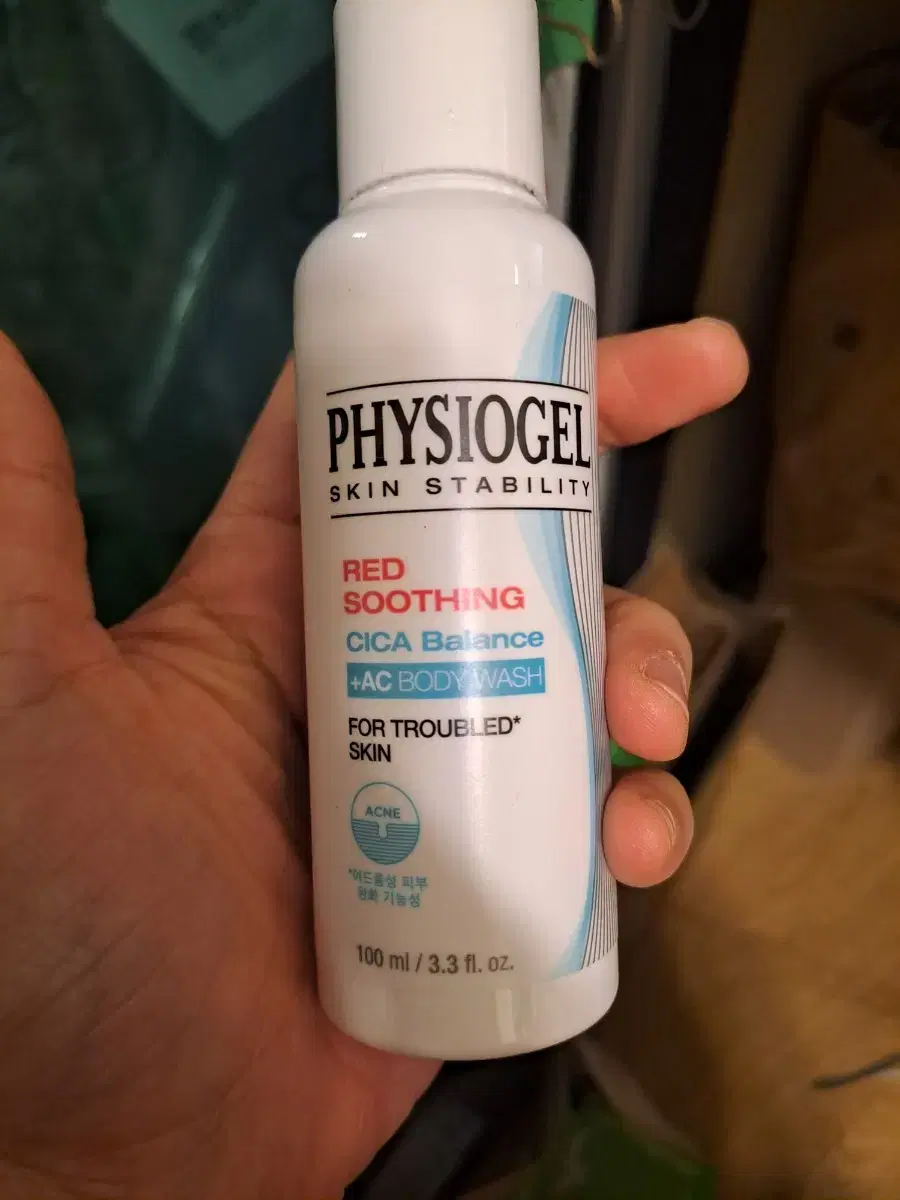 PHYSIOGEL
SKIN STABILITY
RED
SOOTHING
CICA Balance
+AC BODY WASH
FOR TROUBLED*
SKIN
ACNE
*여드름성 피부
완화 기능성
100 ml / 3.3 fl. oz.